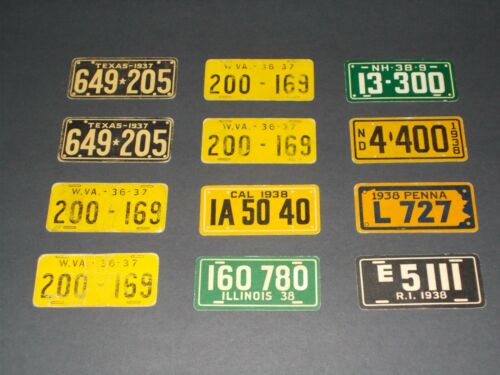 TEXAS-1937
649★205
W.VA.-36-37
200-169
NH-38-9
13-300
TEXAS-1937
649★205
W.VA.-36-37
200-169
ND
4-400
1938
W.VA.-36-37
200-169
CAL 1938
IA 50 40
1938 PENNA
L727
W.VA.-36-37
200-169
160 780
ILLINOIS 38
E5111
R.I. 1938